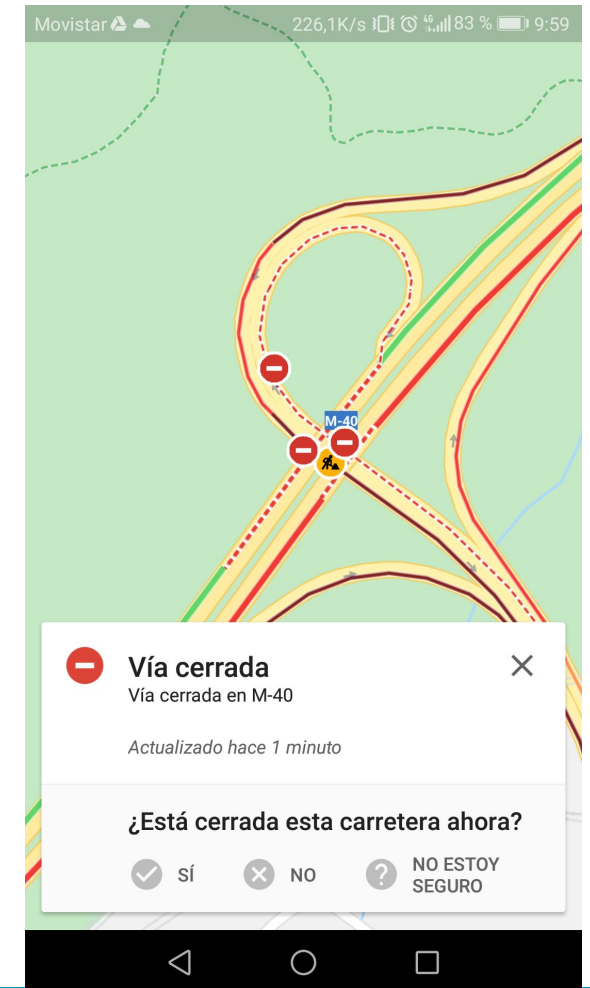 Movistar 226,1K/s 4G 83 % 9:59
M-40
Vía cerrada
Vía cerrada en M-40
Actualizado hace 1 minuto
¿Está cerrada esta carretera ahora?
SÍ NO NO ESTOY
SEGURO